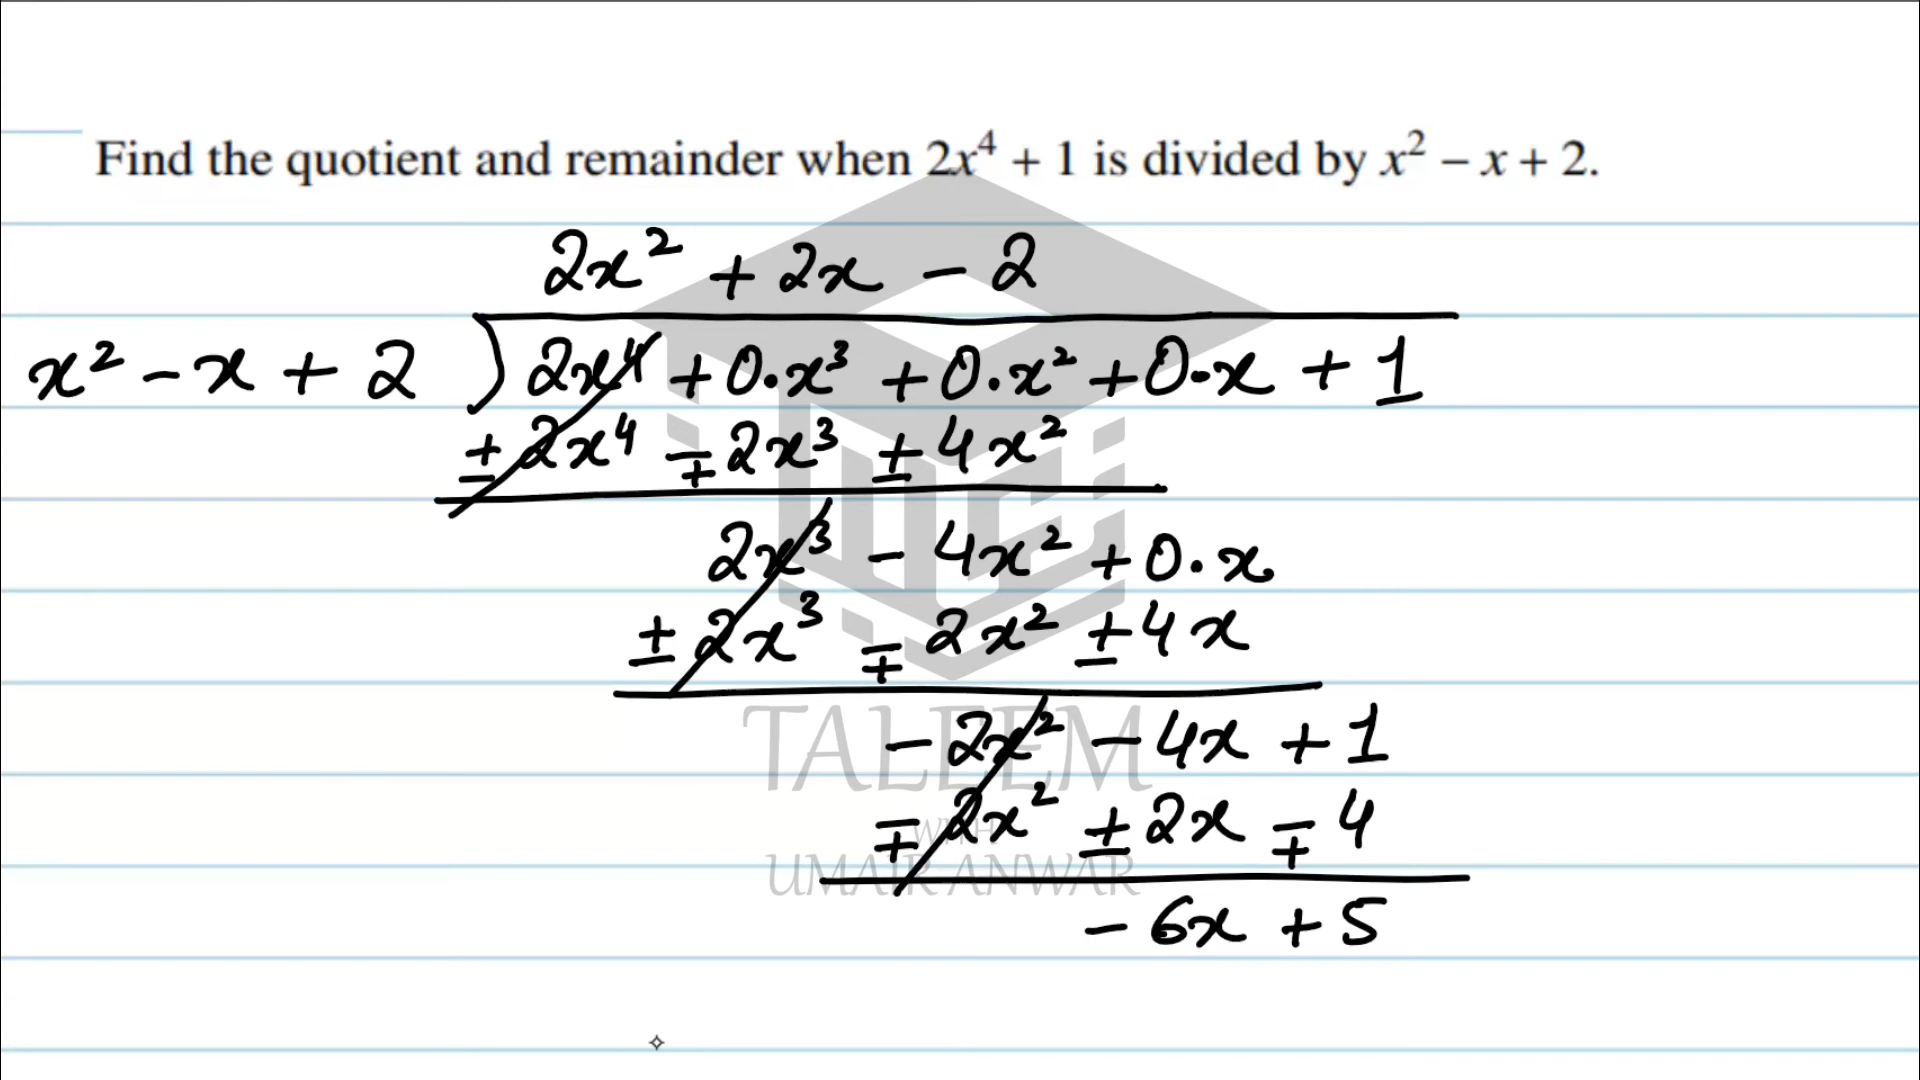 Find the quotient and remainder when 2x⁴ + 1 is divided by x² − x + 2.
2x² + 2x − 2
x² − x + 2 ) 2x⁴ + 0·x³ + 0·x² + 0·x + 1
± 2x⁴ ∓ 2x³ ± 4x²
2x³ − 4x² + 0·x
± 2x³ ∓ 2x² ± 4x
− 2x² − 4x + 1
∓ 2x² ± 2x ∓ 4
− 6x + 5
TALEEM
WITH
UMAIR ANWAR